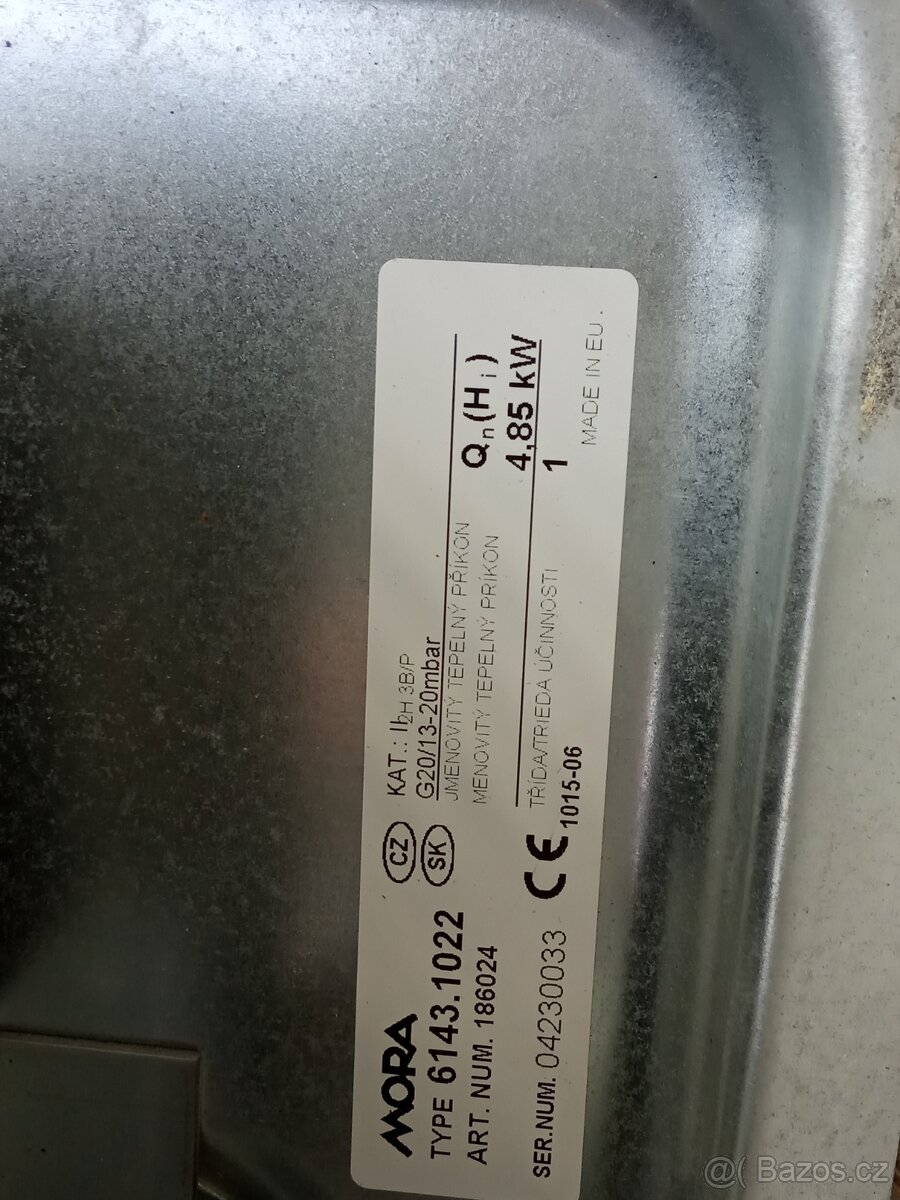 MORA
TYPE 6143.1022
ART. NUM. 186024
SER.NUM. 04230033
CZ
SK
KAT.: II2H 3B/P
G20/13-20mbar
JMENOVITÝ TEPELNÝ PŘÍKON
MENOVITÝ TEPELNÝ PRÍKON
Qn(Hi)
4,85 kW
TŘÍDA/TRIEDA ÚČINNOSTI
1
CE 1015-06
MADE IN EU.
@( Bazos.cz